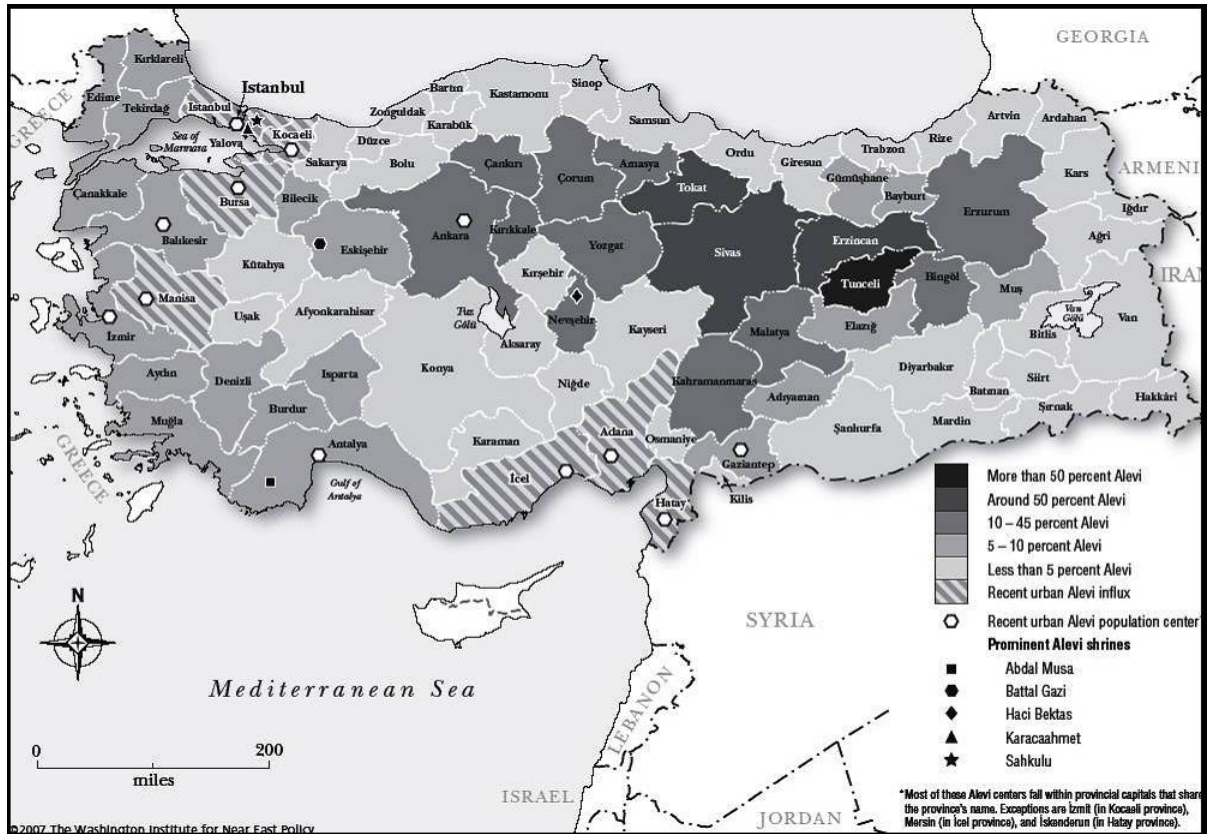 GEORGIA
GREECE
ARMENI
IRAN
GREECE
SYRIA
LEBANON
ISRAEL
JORDAN
Kırklareli
Edirne
Tekirdağ
Istanbul
Istanbul
Sea of
Marmara
Yalova
Kocaeli
Sakarya
Düzce
Bolu
Zonguldak
Bartın
Karabük
Kastamonu
Sinop
Samsun
Ordu
Giresun
Trabzon
Rize
Artvin
Ardahan
Kars
Iğdır
Ağri
Çanakkale
Balıkesir
Bursa
Bilecik
Eskişehir
Ankara
Çankırı
Çorum
Amasya
Tokat
Gümüşhane
Bayburt
Erzurum
Kırıkkale
Yozgat
Sivas
Erzincan
Tunceli
Bingöl
Muş
Manisa
Kütahya
Kırşehir
İzmir
Uşak
Afyonkarahisar
Tuz
Gölü
Nevşehir
Kayseri
Malatya
Elazığ
Bitlis
Van
Gölü
Van
Aksaray
Aydın
Denizli
Isparta
Konya
Niğde
Kahramanmaraş
Adıyaman
Diyarbakır
Batman
Siirt
Hakkâri
Şırnak
Mardin
Şanlıurfa
Muğla
Burdur
Antalya
Gulf of
Antalya
Karaman
İçel
Adana
Osmaniye
Gaziantep
Kilis
Hatay
N
Mediterranean Sea
0 200
miles
More than 50 percent Alevi
Around 50 percent Alevi
10 – 45 percent Alevi
5 – 10 percent Alevi
Less than 5 percent Alevi
Recent urban Alevi influx
Recent urban Alevi population center
Prominent Alevi shrines
Abdal Musa
Battal Gazi
Haci Bektas
Karacaahmet
Sahkulu
*Most of these Alevi centers fall within provincial capitals that share
the province's name. Exceptions are İzmit (in Kocaeli province),
Mersin (in İcel province), and İskenderun (in Hatay province).
©2007 The Washington Institute for Near East Policy